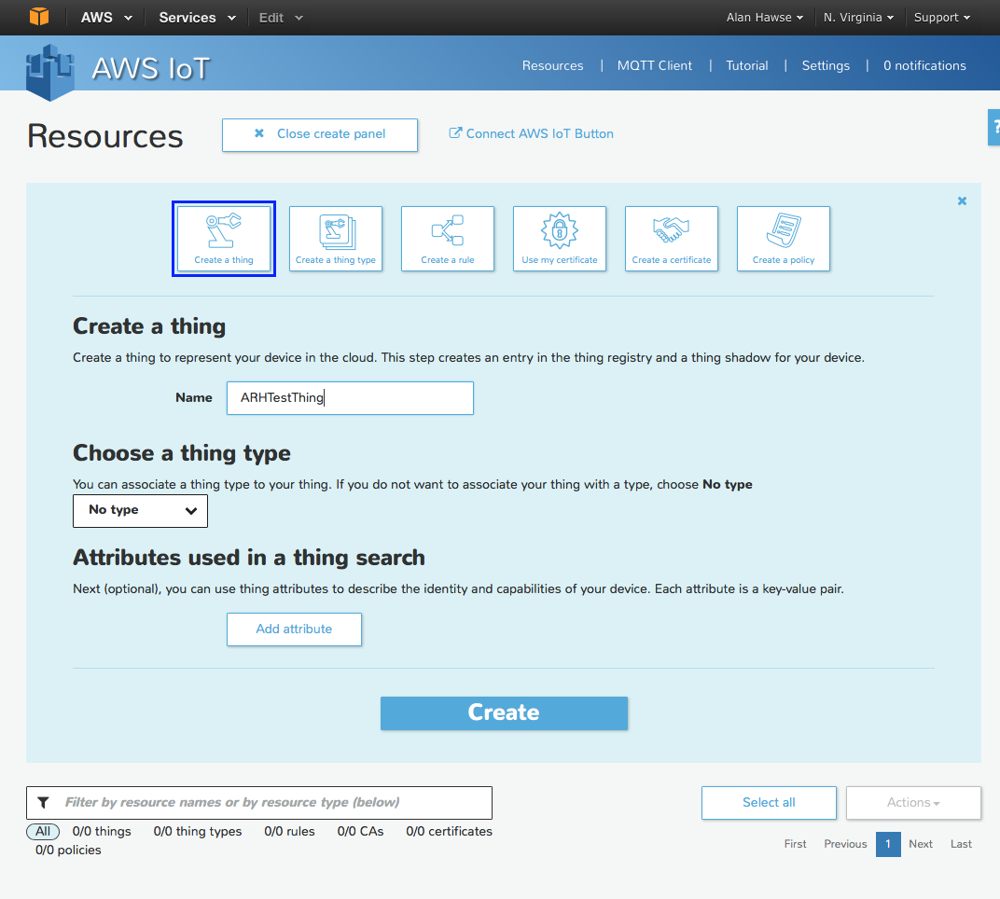 AWS Services Edit Alan Hawse N. Virginia Support
AWS IoT Resources | MQTT Client | Tutorial | Settings | 0 notifications
Resources × Close create panel Connect AWS IoT Button
?
×
Create a thing Create a thing type Create a rule Use my certificate Create a certificate Create a policy
Create a thing
Create a thing to represent your device in the cloud. This step creates an entry in the thing registry and a thing shadow for your device.
Name ARHTestThing
Choose a thing type
You can associate a thing type to your thing. If you do not want to associate your thing with a type, choose No type
No type
Attributes used in a thing search
Next (optional), you can use thing attributes to describe the identity and capabilities of your device. Each attribute is a key-value pair.
Add attribute
Create
Filter by resource names or by resource type (below) Select all Actions
All 0/0 things 0/0 thing types 0/0 rules 0/0 CAs 0/0 certificates
0/0 policies
First Previous 1 Next Last